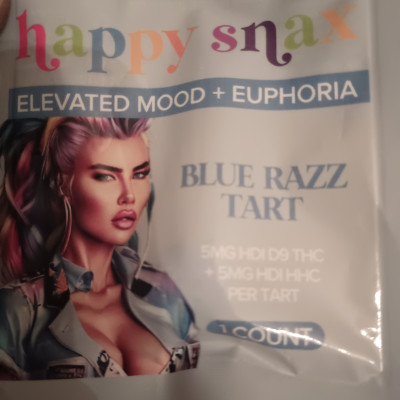 happy snax
ELEVATED MOOD + EUPHORIA
BLUE RAZZ
TART
5MG HDI D9 THC
+ 5MG HDI HHC
PER TART
1 COUNT